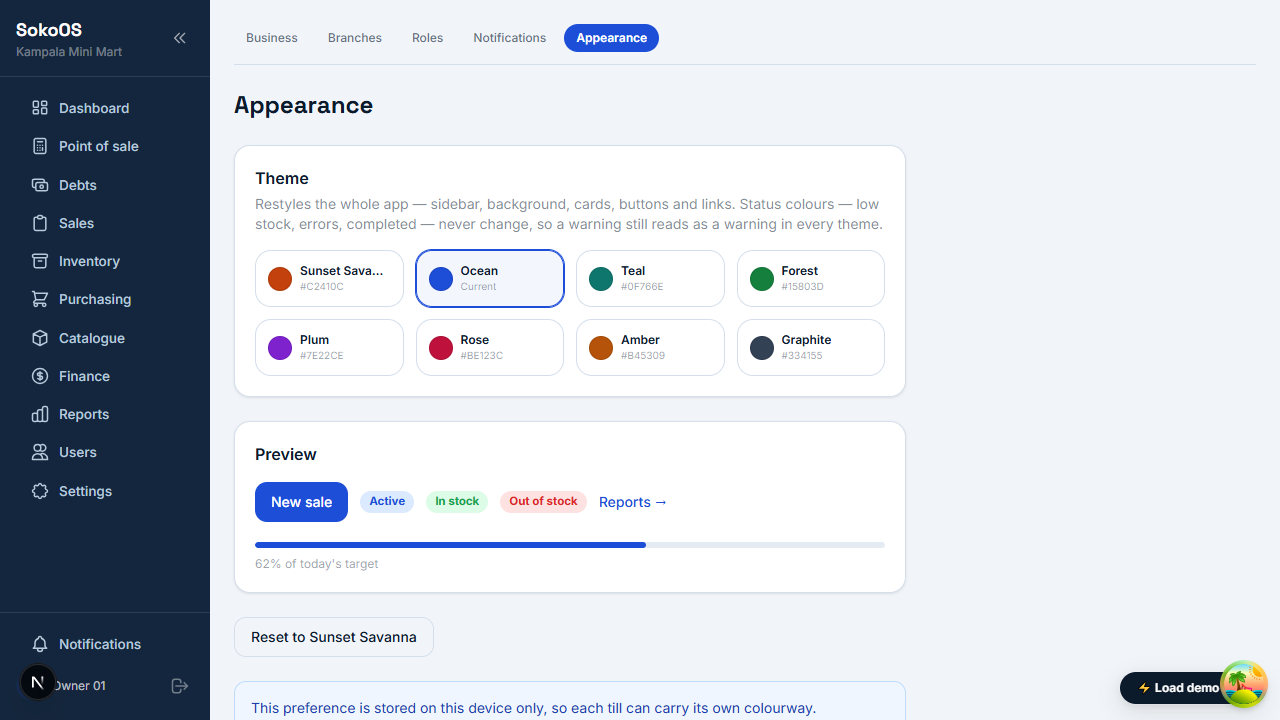 SokoOS
Kampala Mini Mart
Dashboard
Point of sale
Debts
Sales
Inventory
Purchasing
Catalogue
Finance
Reports
Users
Settings
Notifications
N
Owner 01
Business
Branches
Roles
Notifications
Appearance
Appearance
Theme
Restyles the whole app — sidebar, background, cards, buttons and links. Status colours — low
stock, errors, completed — never change, so a warning still reads as a warning in every theme.
Sunset Sava...
#C2410C
Ocean
Current
Teal
#0F766E
Forest
#15803D
Plum
#7E22CE
Rose
#BE123C
Amber
#B45309
Graphite
#334155
Preview
New sale
Active
In stock
Out of stock
Reports →
62% of today's target
Reset to Sunset Savanna
This preference is stored on this device only, so each till can carry its own colourway.
Load demo